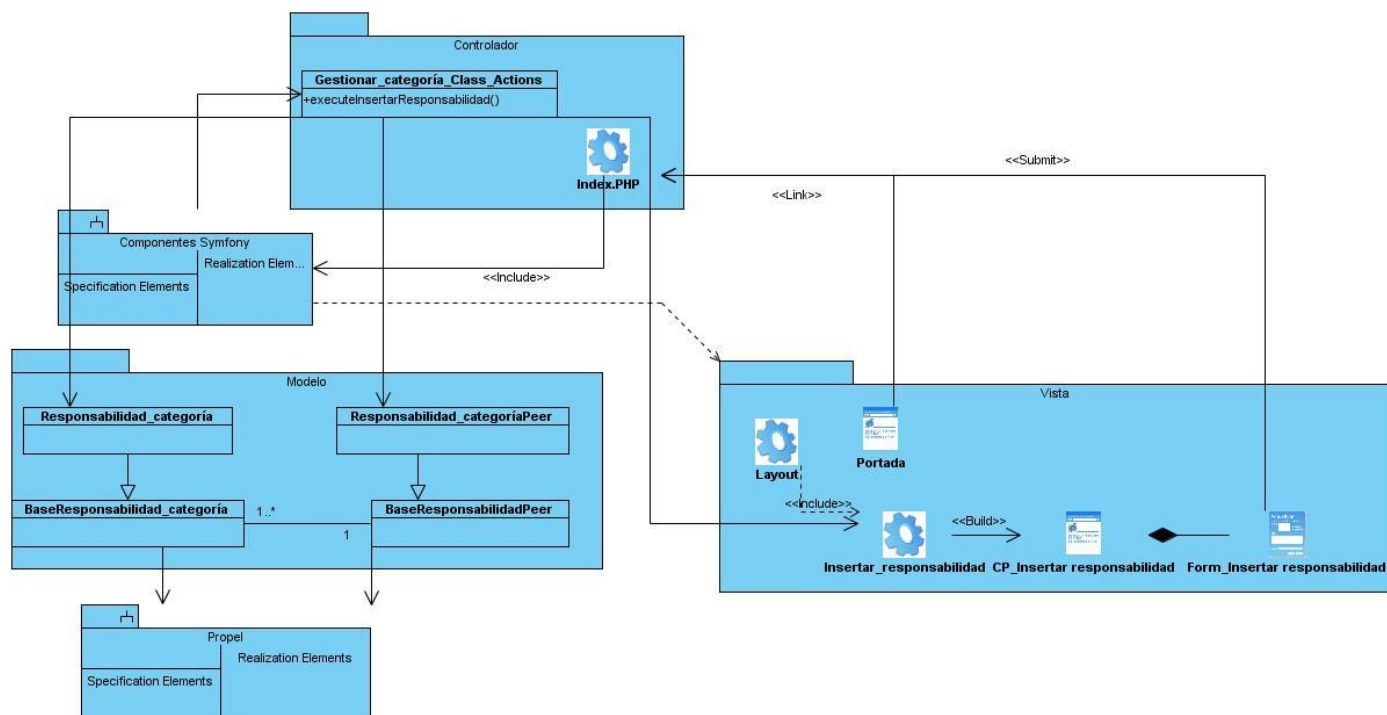 Controlador
Gestionar_categoría_Class_Actions
+executeInsertarResponsabilidad()
Index.PHP
<<Submit>>
<<Link>>
Componentes Symfony
Realization Elem...
Specification Elements
<<Include>>
Modelo
Responsabilidad_categoría
Responsabilidad_categoríaPeer
BaseResponsabilidad_categoría
1..*
1
BaseResponsabilidadPeer
Vista
Layout
Portada
<<Include>>
<<Build>>
Insertar_responsabilidad
CP_Insertar responsabilidad
Form_Insertar responsabilidad
Propel
Realization Elements
Specification Elements